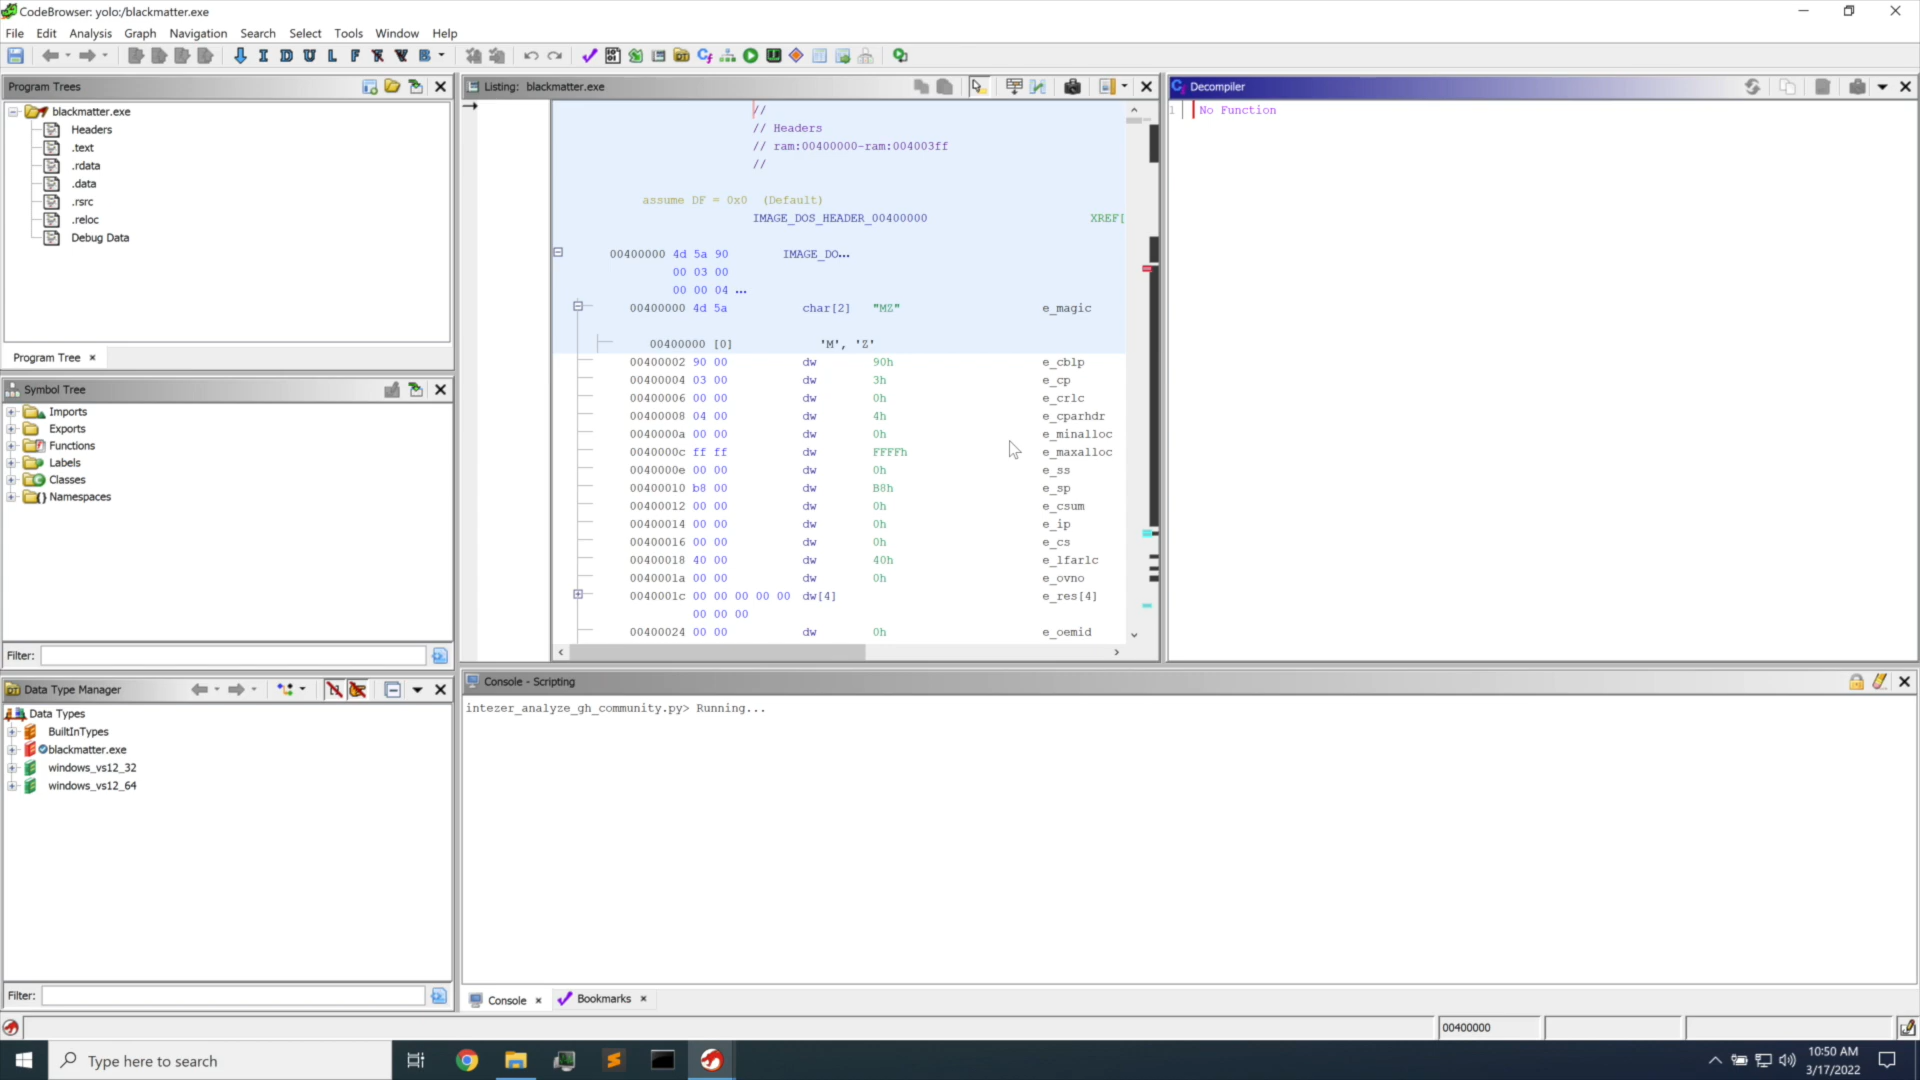 CodeBrowser: yolo:/blackmatter.exe
File Edit Analysis Graph Navigation Search Select Tools Window Help
I D U L F B
Program Trees
blackmatter.exe
Headers
.text
.rdata
.data
.rsrc
.reloc
Debug Data
Program Tree ×
Symbol Tree
Imports
Exports
Functions
Labels
Classes
Namespaces
Filter:
Data Type Manager
Data Types
BuiltInTypes
blackmatter.exe
windows_vs12_32
windows_vs12_64
Filter:
Listing: blackmatter.exe
//
// Headers
// ram:00400000-ram:004003ff
//
assume DF = 0x0 (Default)
IMAGE_DOS_HEADER_00400000 XREF[
00400000 4d 5a 90 IMAGE_DO...
00 03 00
00 00 04 ...
00400000 4d 5a char[2] "MZ" e_magic
00400000 [0] 'M', 'Z'
00400002 90 00 dw 90h e_cblp
00400004 03 00 dw 3h e_cp
00400006 00 00 dw 0h e_crlc
00400008 04 00 dw 4h e_cparhdr
0040000a 00 00 dw 0h e_minalloc
0040000c ff ff dw FFFFh e_maxalloc
0040000e 00 00 dw 0h e_ss
00400010 b8 00 dw B8h e_sp
00400012 00 00 dw 0h e_csum
00400014 00 00 dw 0h e_ip
00400016 00 00 dw 0h e_cs
00400018 40 00 dw 40h e_lfarlc
0040001a 00 00 dw 0h e_ovno
0040001c 00 00 00 00 00 dw[4] e_res[4]
00 00 00
00400024 00 00 dw 0h e_oemid
Decompiler
1 No Function
Console - Scripting
intezer_analyze_gh_community.py> Running...
Console × Bookmarks ×
00400000
Type here to search
10:50 AM
3/17/2022